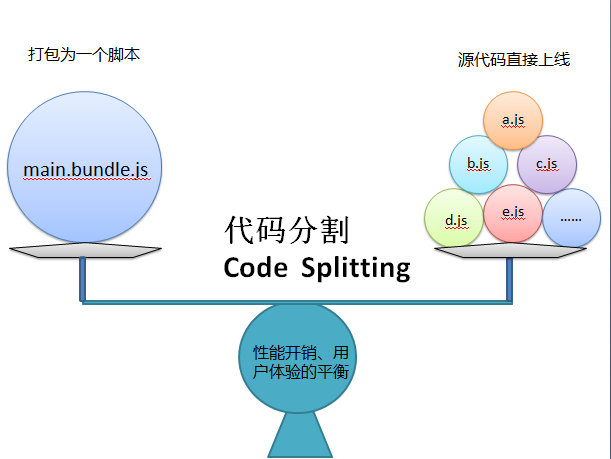 打包为一个脚本
源代码直接上线
main.bundle.js
a.js
b.js
c.js
d.js
e.js
……
代码分割
Code Splitting
性能开销、用
户体验的平衡